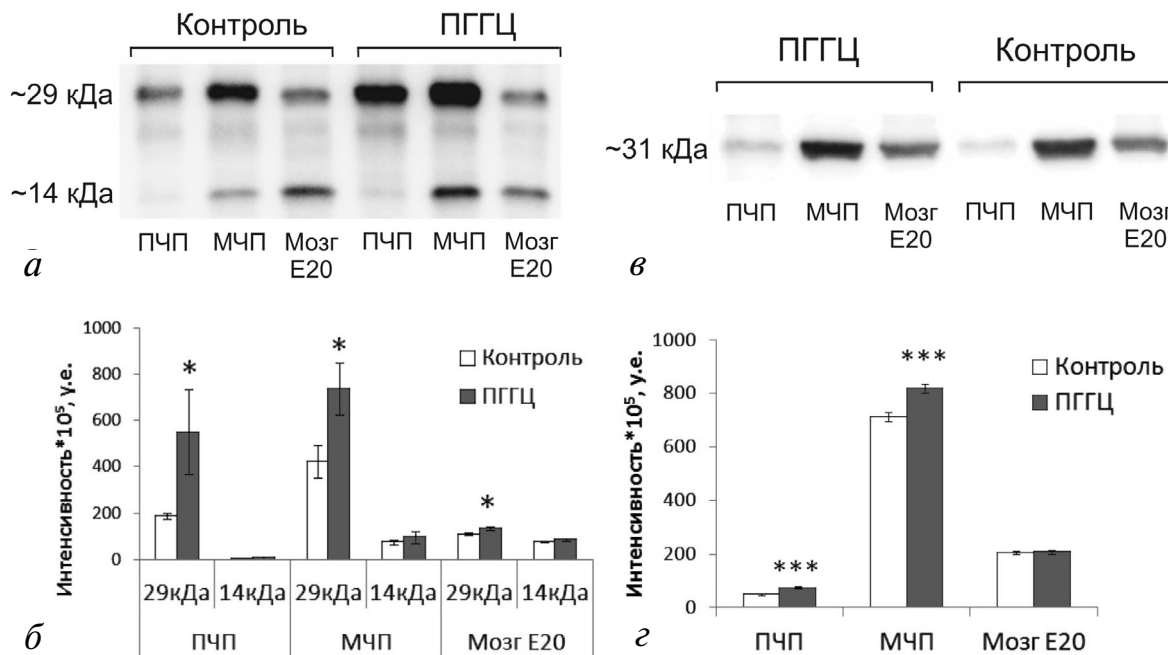 Контроль ПГГЦ
~29 кДа
~14 кДа
ПЧП МЧП Мозг E20 ПЧП МЧП Мозг E20
а
ПГГЦ Контроль
~31 кДа
ПЧП МЧП Мозг E20 ПЧП МЧП Мозг E20
в
Интенсивность*10⁵, у.е.
1000
800
600
400
200
0
* * *
Контроль
ПГГЦ
29кДа 14кДа 29кДа 14кДа 29кДа 14кДа
ПЧП МЧП Мозг E20
б
Интенсивность*10⁵, у.е.
1000
800
600
400
200
0
*** ***
Контроль
ПГГЦ
ПЧП МЧП Мозг E20
г